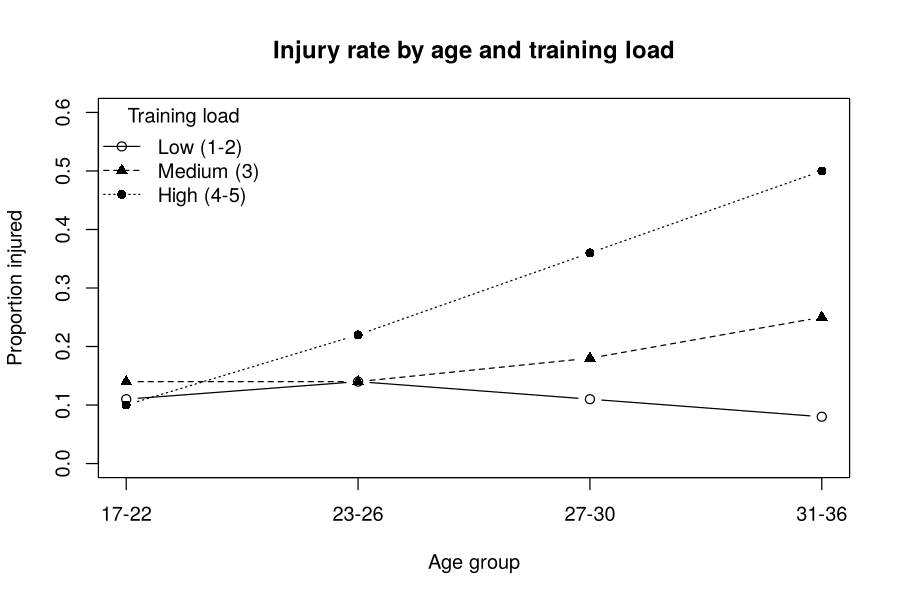 Injury rate by age and training load
Training load
Low (1-2)
Medium (3)
High (4-5)
Proportion injured
0.6
0.5
0.4
0.3
0.2
0.1
0.0
17-22 23-26 27-30 31-36
Age group